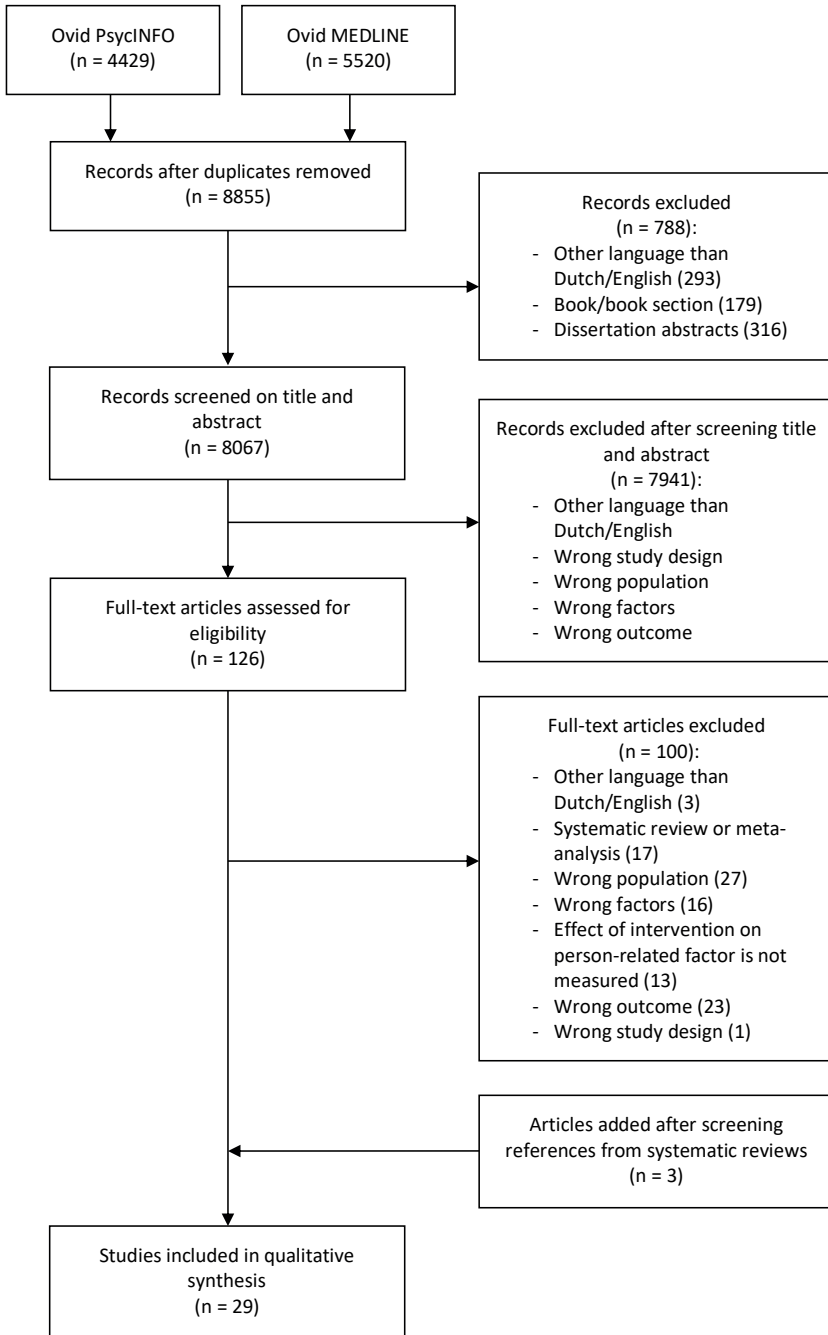 Ovid PsycINFO
(n = 4429)
Ovid MEDLINE
(n = 5520)
Records after duplicates removed
(n = 8855)
Records excluded
(n = 788):
- Other language than
Dutch/English (293)
- Book/book section (179)
- Dissertation abstracts (316)
Records screened on title and
abstract
(n = 8067)
Records excluded after screening title
and abstract
(n = 7941):
- Other language than
Dutch/English
- Wrong study design
- Wrong population
- Wrong factors
- Wrong outcome
Full-text articles assessed for
eligibility
(n = 126)
Full-text articles excluded
(n = 100):
- Other language than
Dutch/English (3)
- Systematic review or meta-
analysis (17)
- Wrong population (27)
- Wrong factors (16)
- Effect of intervention on
person-related factor is not
measured (13)
- Wrong outcome (23)
- Wrong study design (1)
Articles added after screening
references from systematic reviews
(n = 3)
Studies included in qualitative
synthesis
(n = 29)